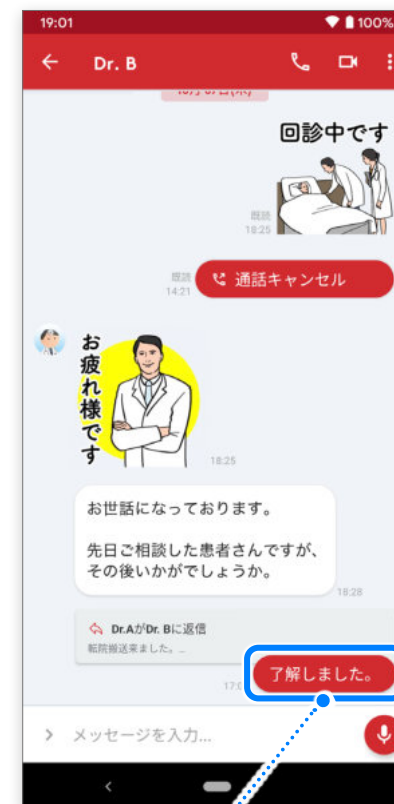 19:01
100%
Dr. B
回診中です
既読
18:25
通話キャンセル
既読
14:21
お疲れ様です
18:25
お世話になっております。
先日ご相談した患者さんですが、
その後いかがでしょうか。
18:28
Dr.AがDr. Bに返信
転院搬送来ました。...
了解しました。
メッセージを入力...